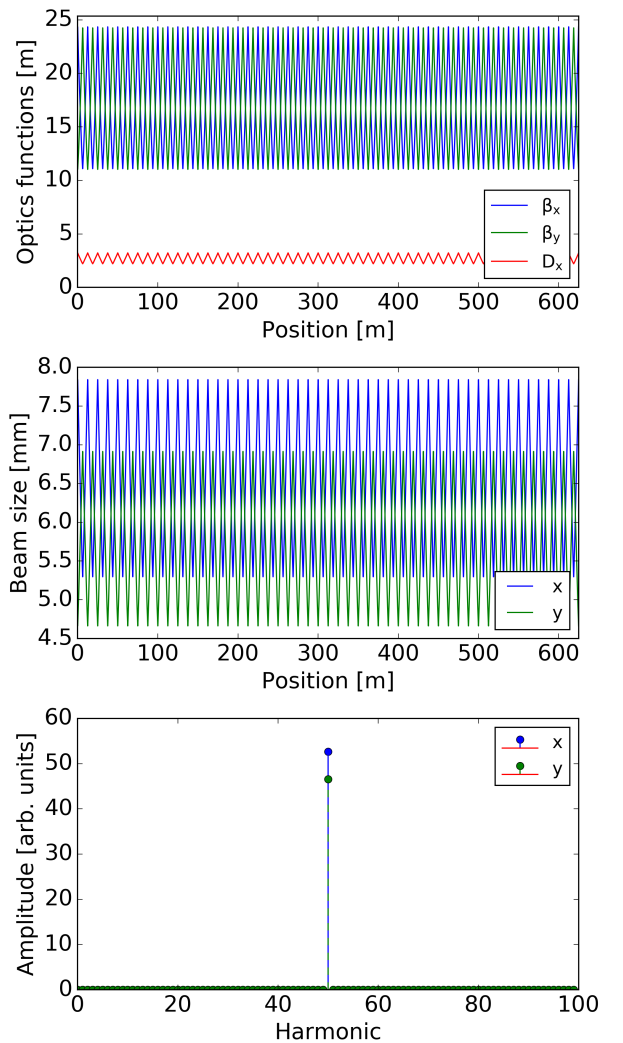 Optics functions [m]
25
20
15
10
5
0
βx
βy
Dx
0 100 200 300 400 500 600
Position [m]
Beam size [mm]
8.0
7.5
7.0
6.5
6.0
5.5
5.0
4.5
x
y
0 100 200 300 400 500 600
Position [m]
Amplitude [arb. units]
60
50
40
30
20
10
0
x
y
0 20 40 60 80 100
Harmonic